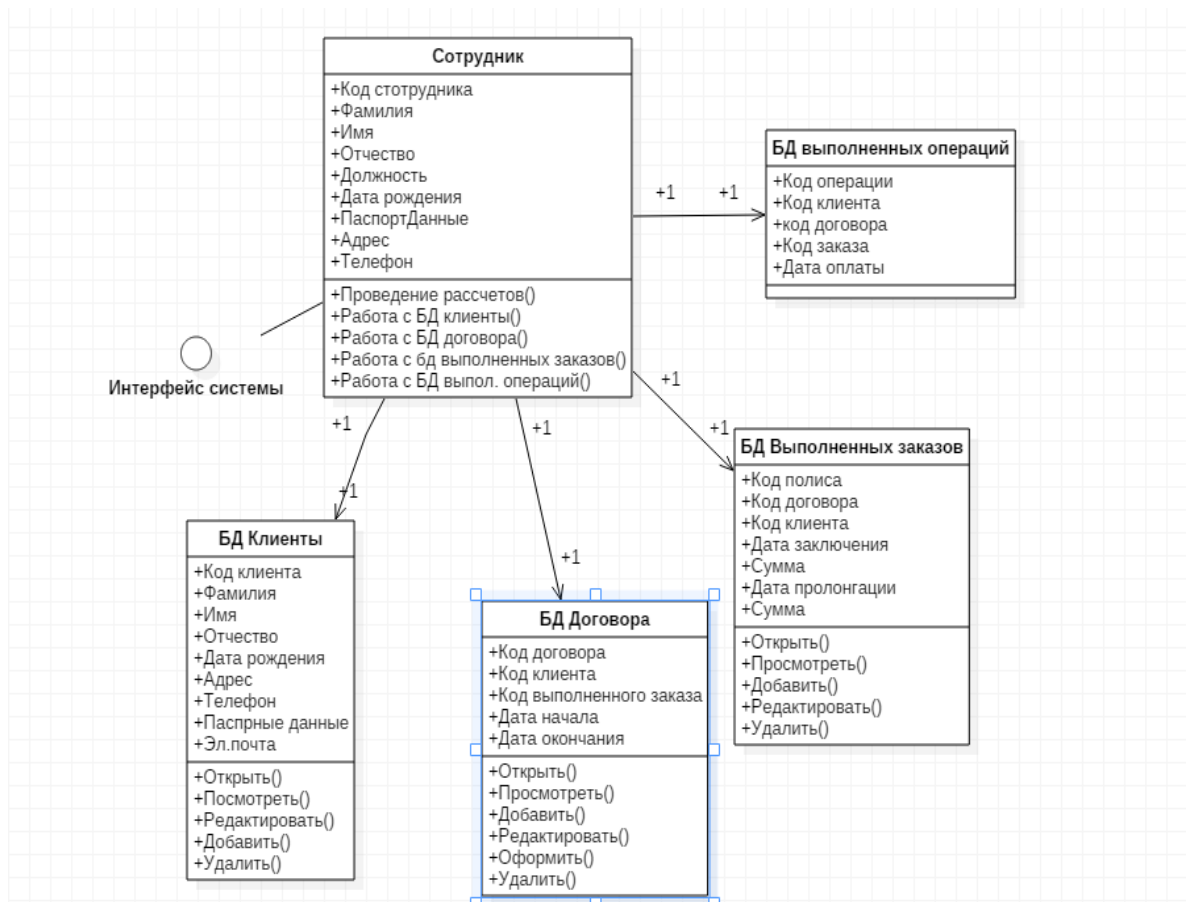 Сотрудник
+Код стотрудника
+Фамилия
+Имя
+Отчество
+Должность
+Дата рождения
+ПаспортДанные
+Адрес
+Телефон
+Проведение рассчетов()
+Работа с БД клиенты()
+Работа с БД договора()
+Работа с бд выполненных заказов()
+Работа с БД выпол. операций()
+1
+1
БД выполненных операций
+Код операции
+Код клиента
+код договора
+Код заказа
+Дата оплаты
Интерфейс системы
+1
+1
БД Клиенты
+Код клиента
+Фамилия
+Имя
+Отчество
+Дата рождения
+Адрес
+Телефон
+Паспрные данные
+Эл.почта
+Открыть()
+Посмотреть()
+Редактировать()
+Добавить()
+Удалить()
+1
+1
БД Договора
+Код договора
+Код клиента
+Код выполненного заказа
+Дата начала
+Дата окончания
+Открыть()
+Просмотреть()
+Добавить()
+Редактировать()
+Оформить()
+Удалить()
+1
+1
БД Выполненных заказов
+Код полиса
+Код договора
+Код клиента
+Дата заключения
+Сумма
+Дата пролонгации
+Сумма
+Открыть()
+Просмотреть()
+Добавить()
+Редактировать()
+Удалить()